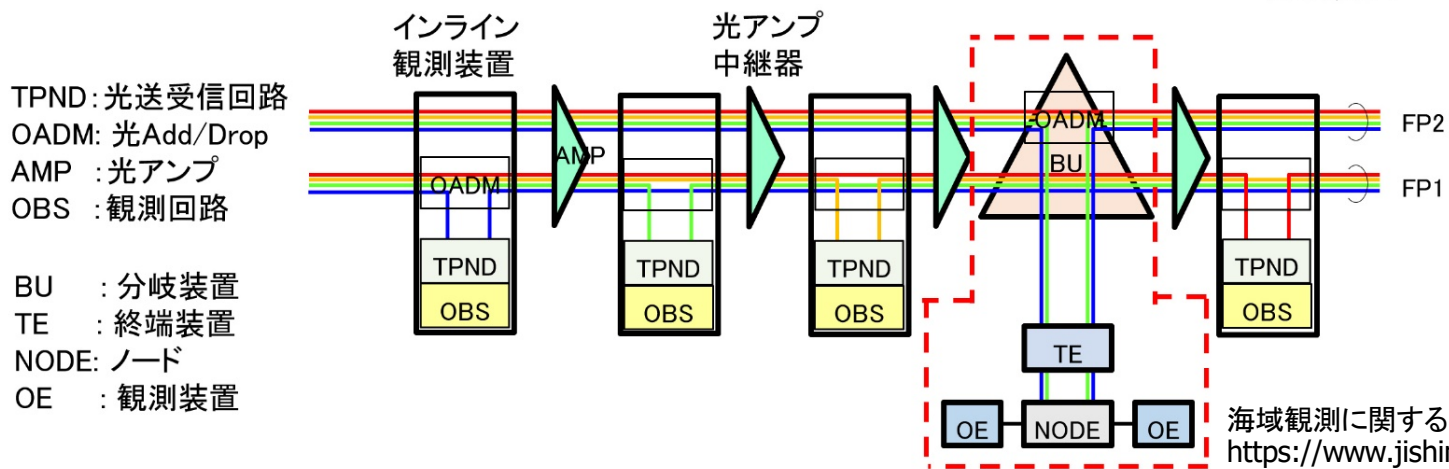 インライン
観測装置
光アンプ
中継器
TPND:光送受信回路
OADM: 光Add/Drop
AMP :光アンプ
OBS :観測回路
BU :分岐装置
TE :終端装置
NODE:ノード
OE :観測装置
OADM
TPND
OBS
AMP
TPND
OBS
TPND
OBS
OADM
BU
TE
OE
NODE
OE
TPND
OBS
FP2
FP1
海域観測に関する
https://www.jishin